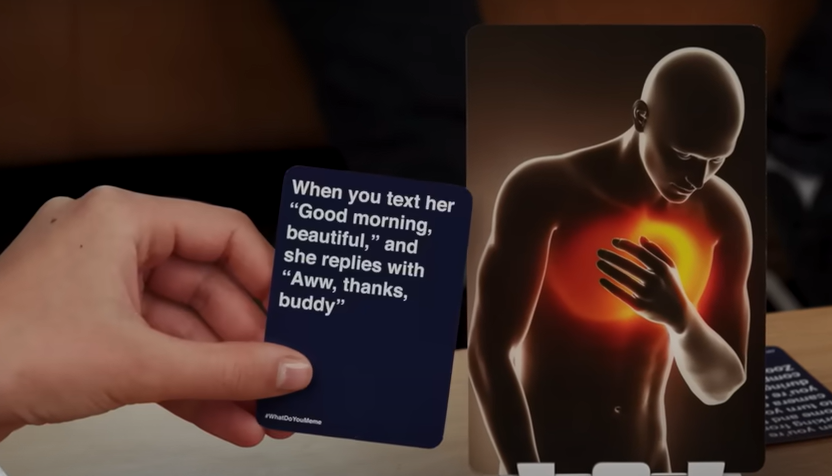 When you text her
“Good morning,
beautiful,” and
she replies with
“Aww, thanks,
buddy”
#WhatDoYouMeme